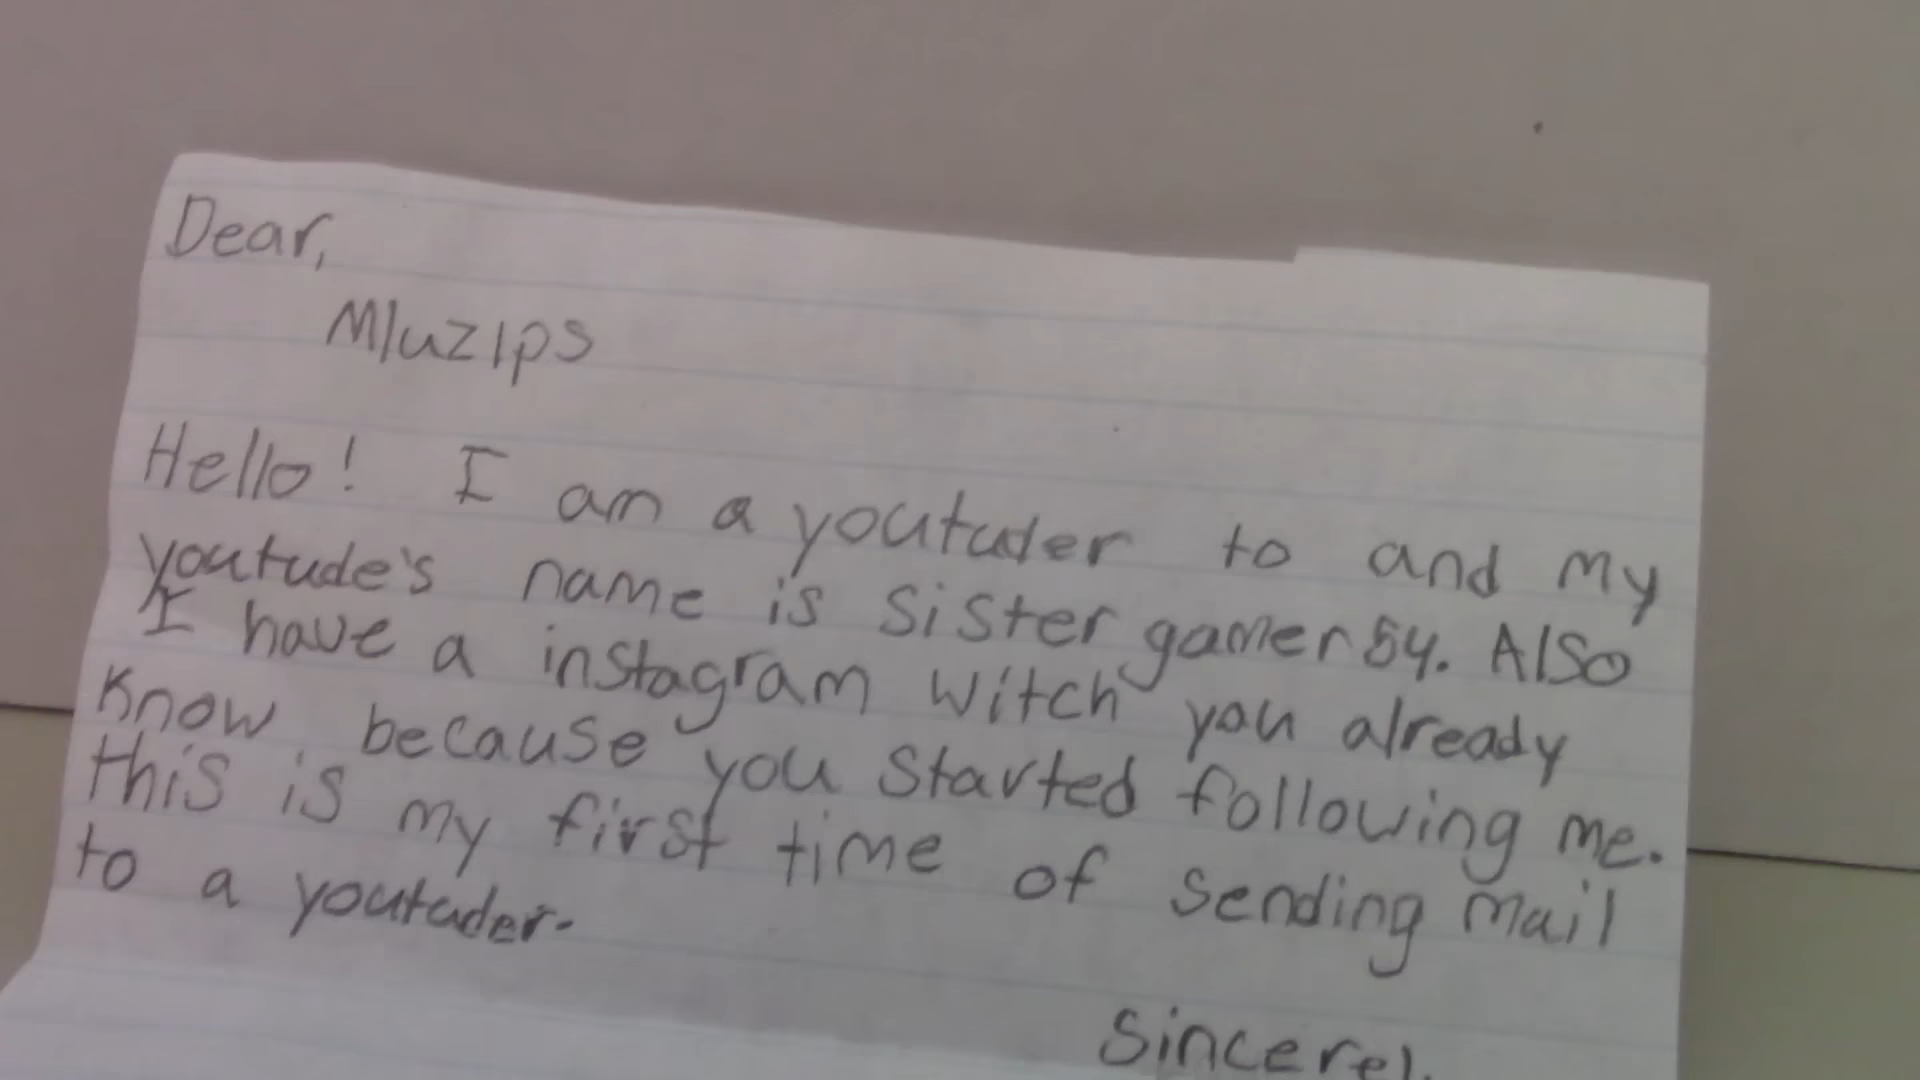 Dear,
Mluzips
Hello! I am a youtuder to and my
youtude's name is Sister gamer54. Also
I have a instagram witch you already
Know because you started following me.
this is my first time of sending mail
to a youtuder.